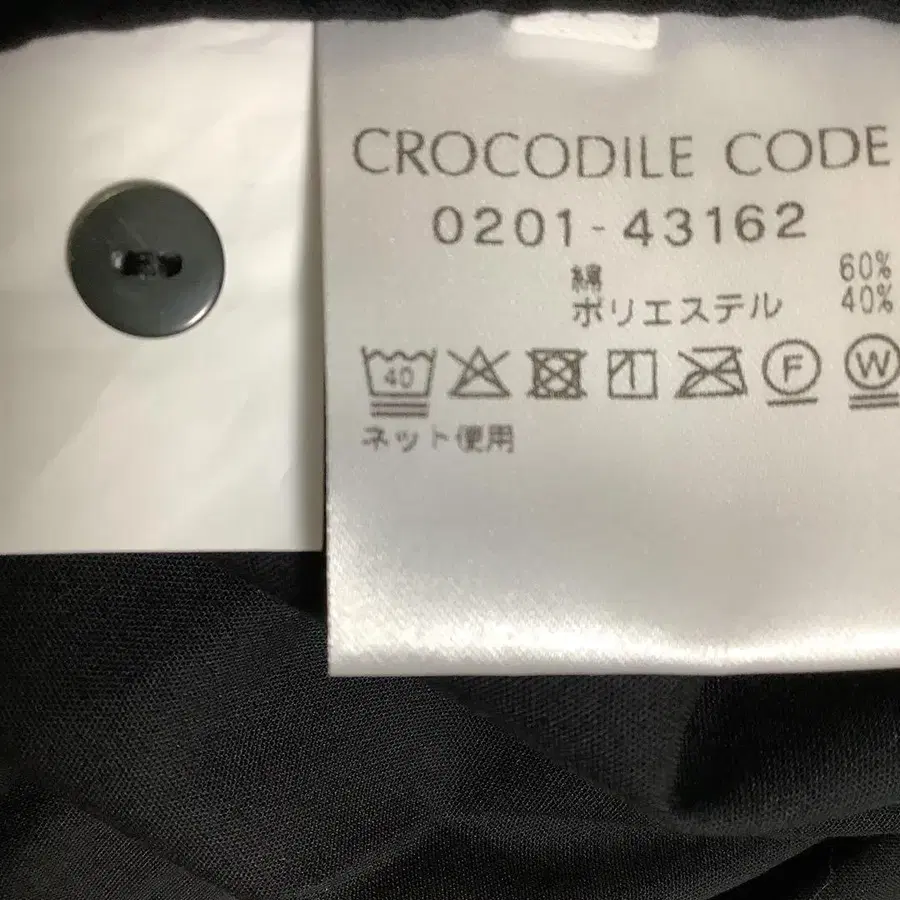 CROCODILE CODE
0201-43162
綿 60%
ポリエステル 40%
40 F W
ネット使用